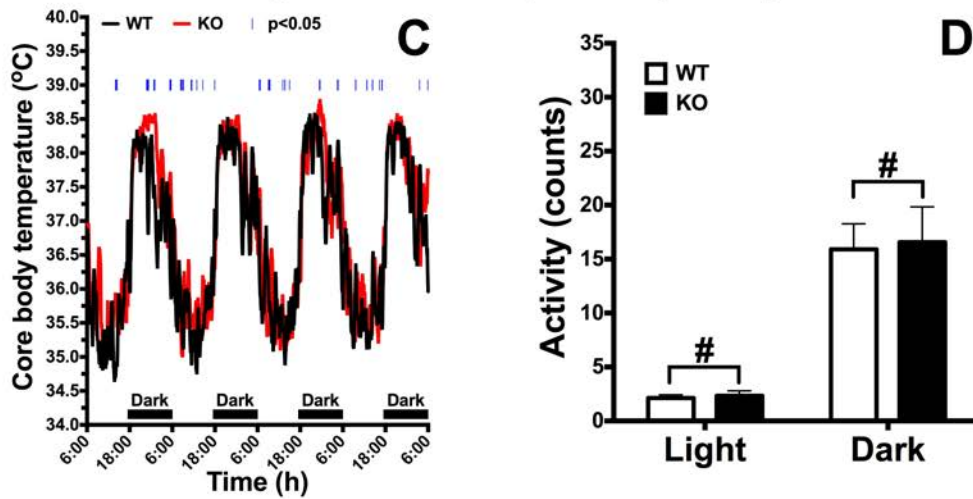 WT KO p<0.05
C
Core body temperature (ºC)
40.0
39.5
39.0
38.5
38.0
37.5
37.0
36.5
36.0
35.5
35.0
34.5
34.0
Dark Dark Dark Dark
6:00 18:00 6:00 18:00 6:00 18:00 6:00 18:00 6:00
Time (h)
D
WT
KO
Activity (counts)
35
30
25
20
15
10
5
0
#
#
Light Dark